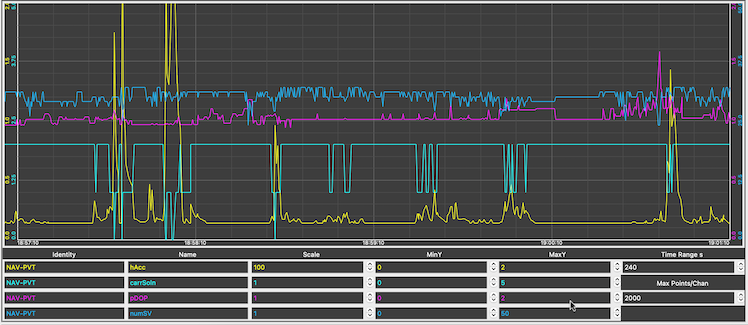 18:57:10 18:58:10 18:59:10 19:00:10 19:01:10
Identity Name Scale MinY MaxY Time Range s
NAV-PVT hAcc 100 0 2 240
NAV-PVT carrSoln 1 0 5 Max Points/Chan
NAV-PVT pDOP 1 0 2 2000
NAV-PVT numSV 1 0 50